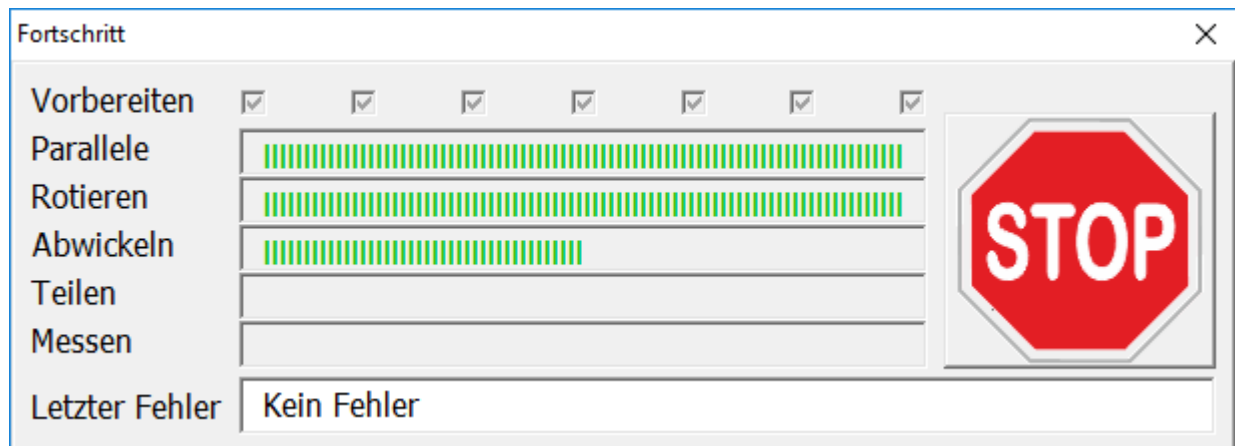 Fortschritt
Vorbereiten
Parallele
Rotieren
Abwickeln
Teilen
Messen
STOP
Letzter Fehler Kein Fehler